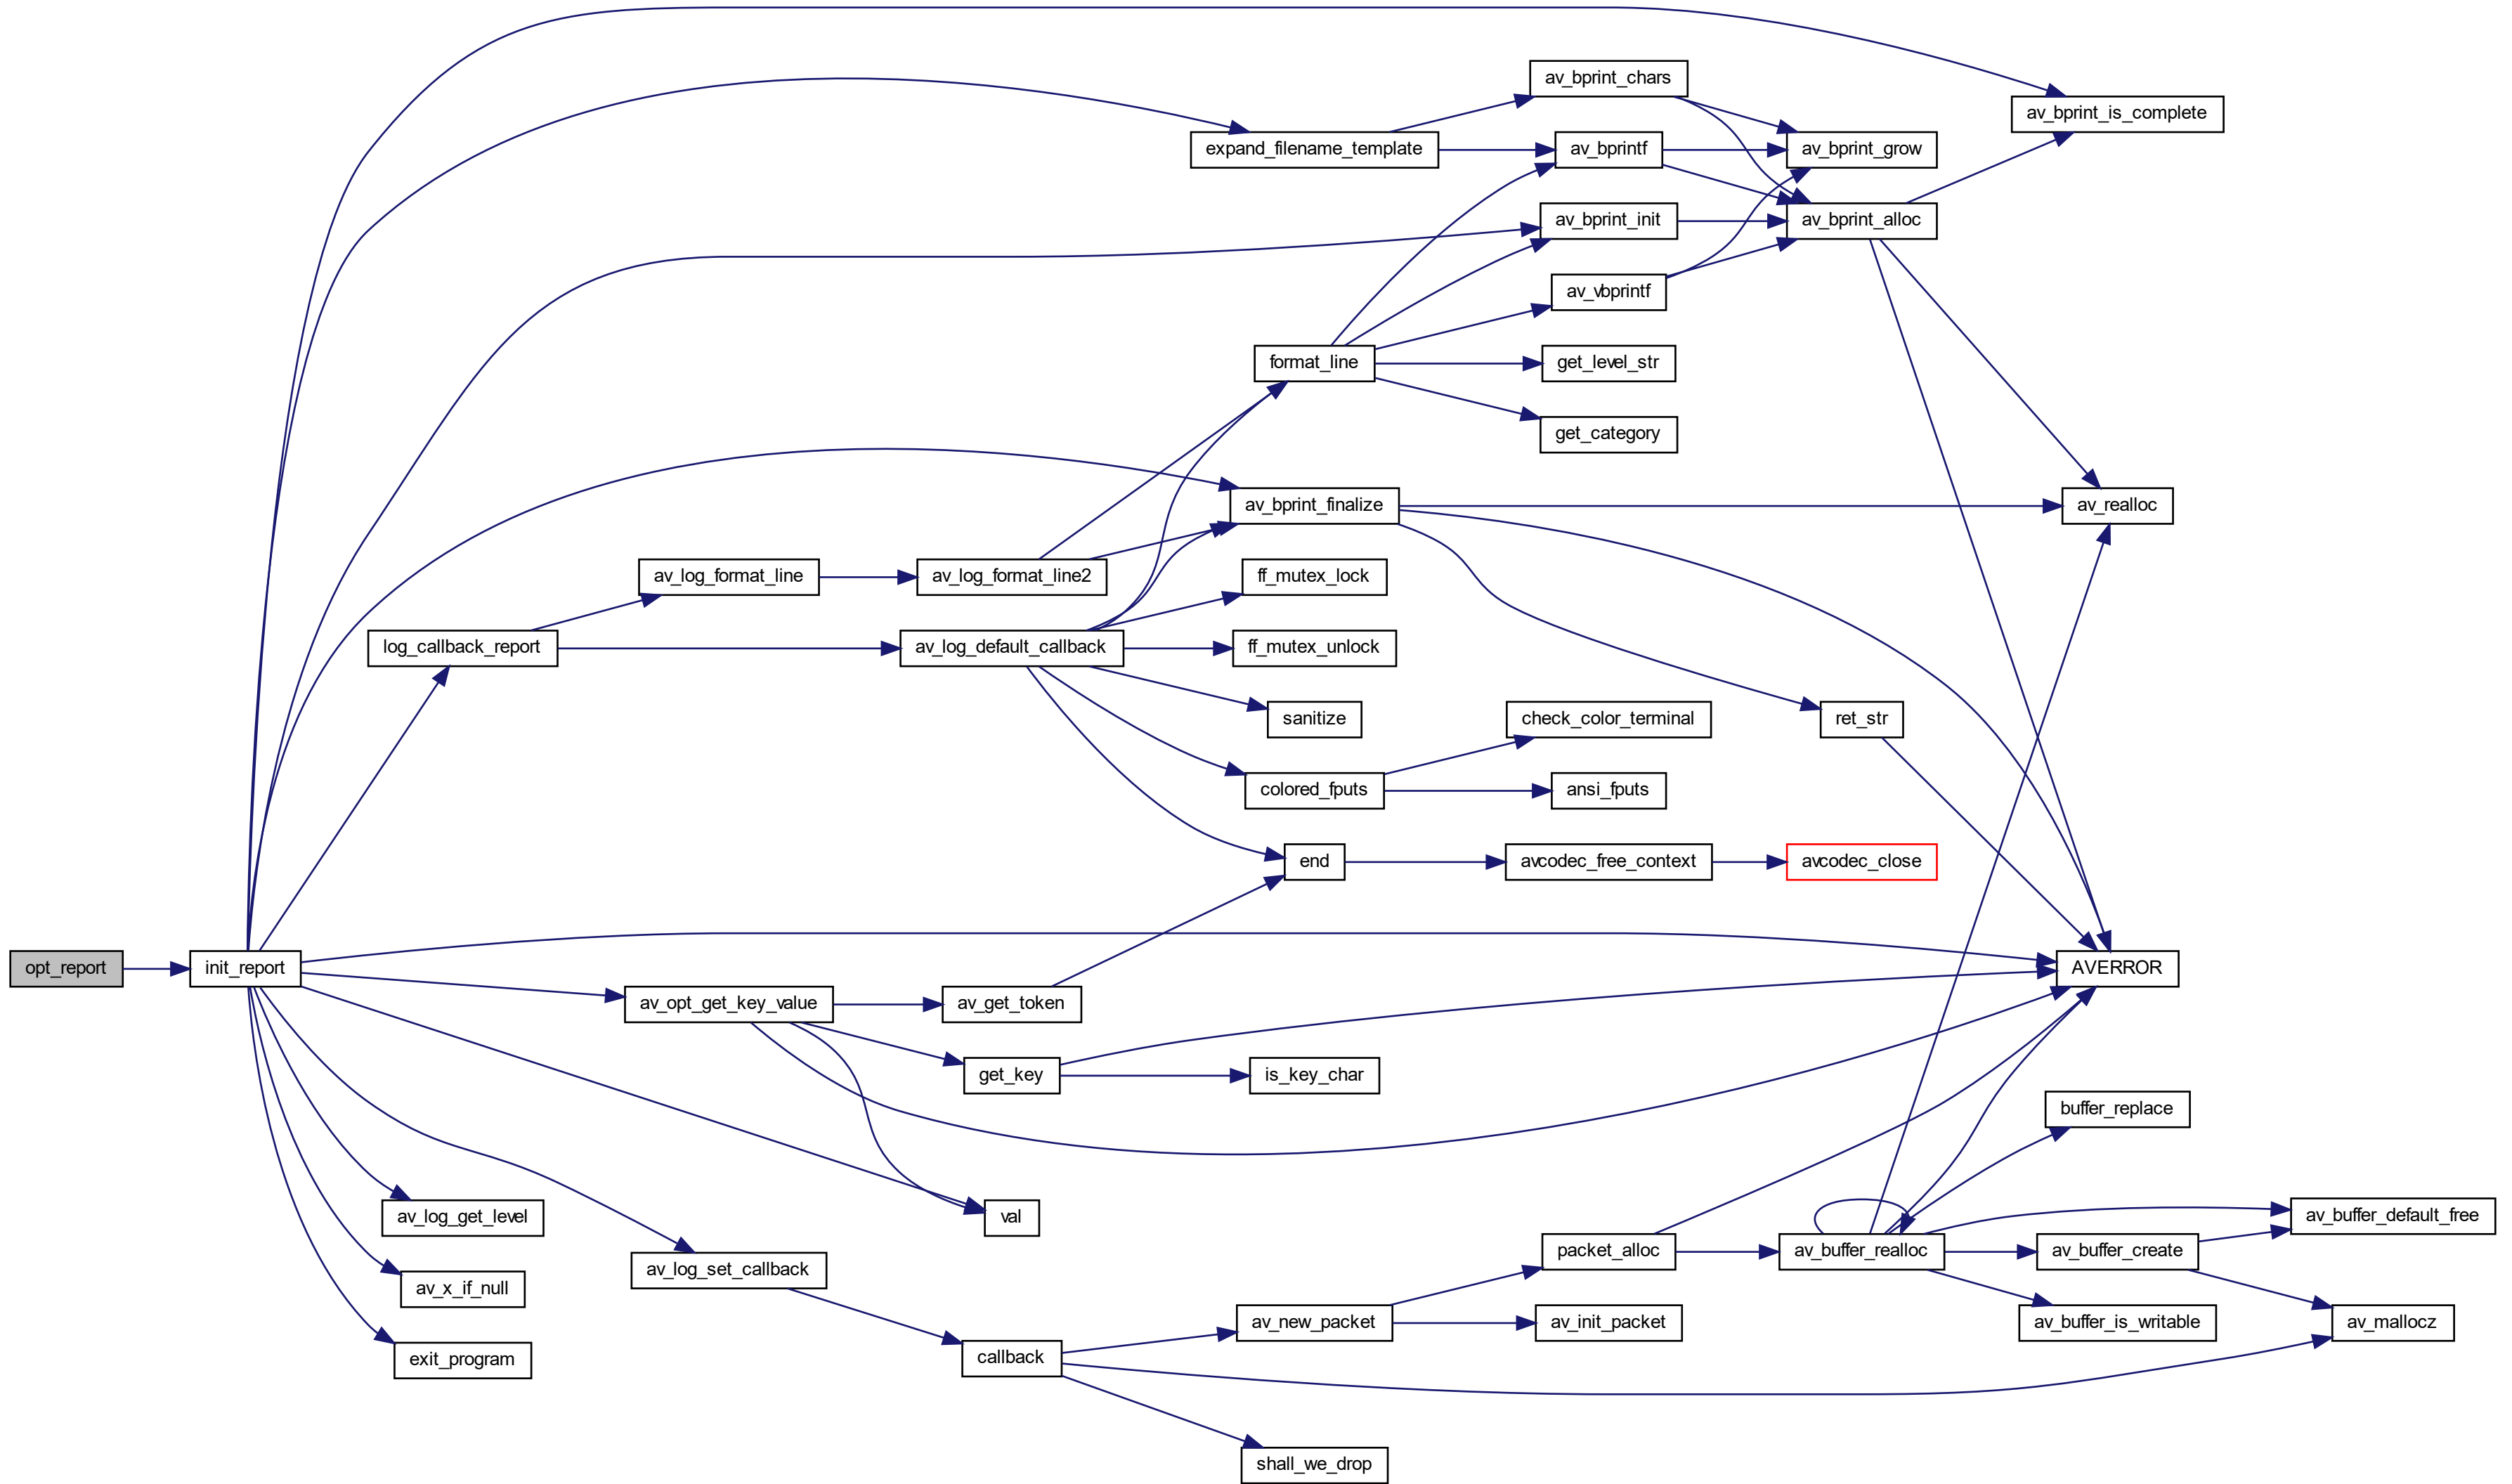 opt_report
init_report
log_callback_report
av_log_get_level
av_x_if_null
exit_program
av_log_format_line
av_opt_get_key_value
av_log_set_callback
av_log_format_line2
av_log_default_callback
av_get_token
get_key
val
callback
expand_filename_template
format_line
av_bprint_finalize
ff_mutex_lock
ff_mutex_unlock
sanitize
colored_fputs
end
is_key_char
av_new_packet
shall_we_drop
av_bprint_chars
av_bprintf
av_bprint_init
av_vbprintf
get_level_str
get_category
check_color_terminal
ansi_fputs
avcodec_free_context
packet_alloc
av_init_packet
av_bprint_grow
av_bprint_alloc
ret_str
avcodec_close
av_buffer_realloc
av_bprint_is_complete
av_realloc
AVERROR
buffer_replace
av_buffer_create
av_buffer_is_writable
av_buffer_default_free
av_mallocz